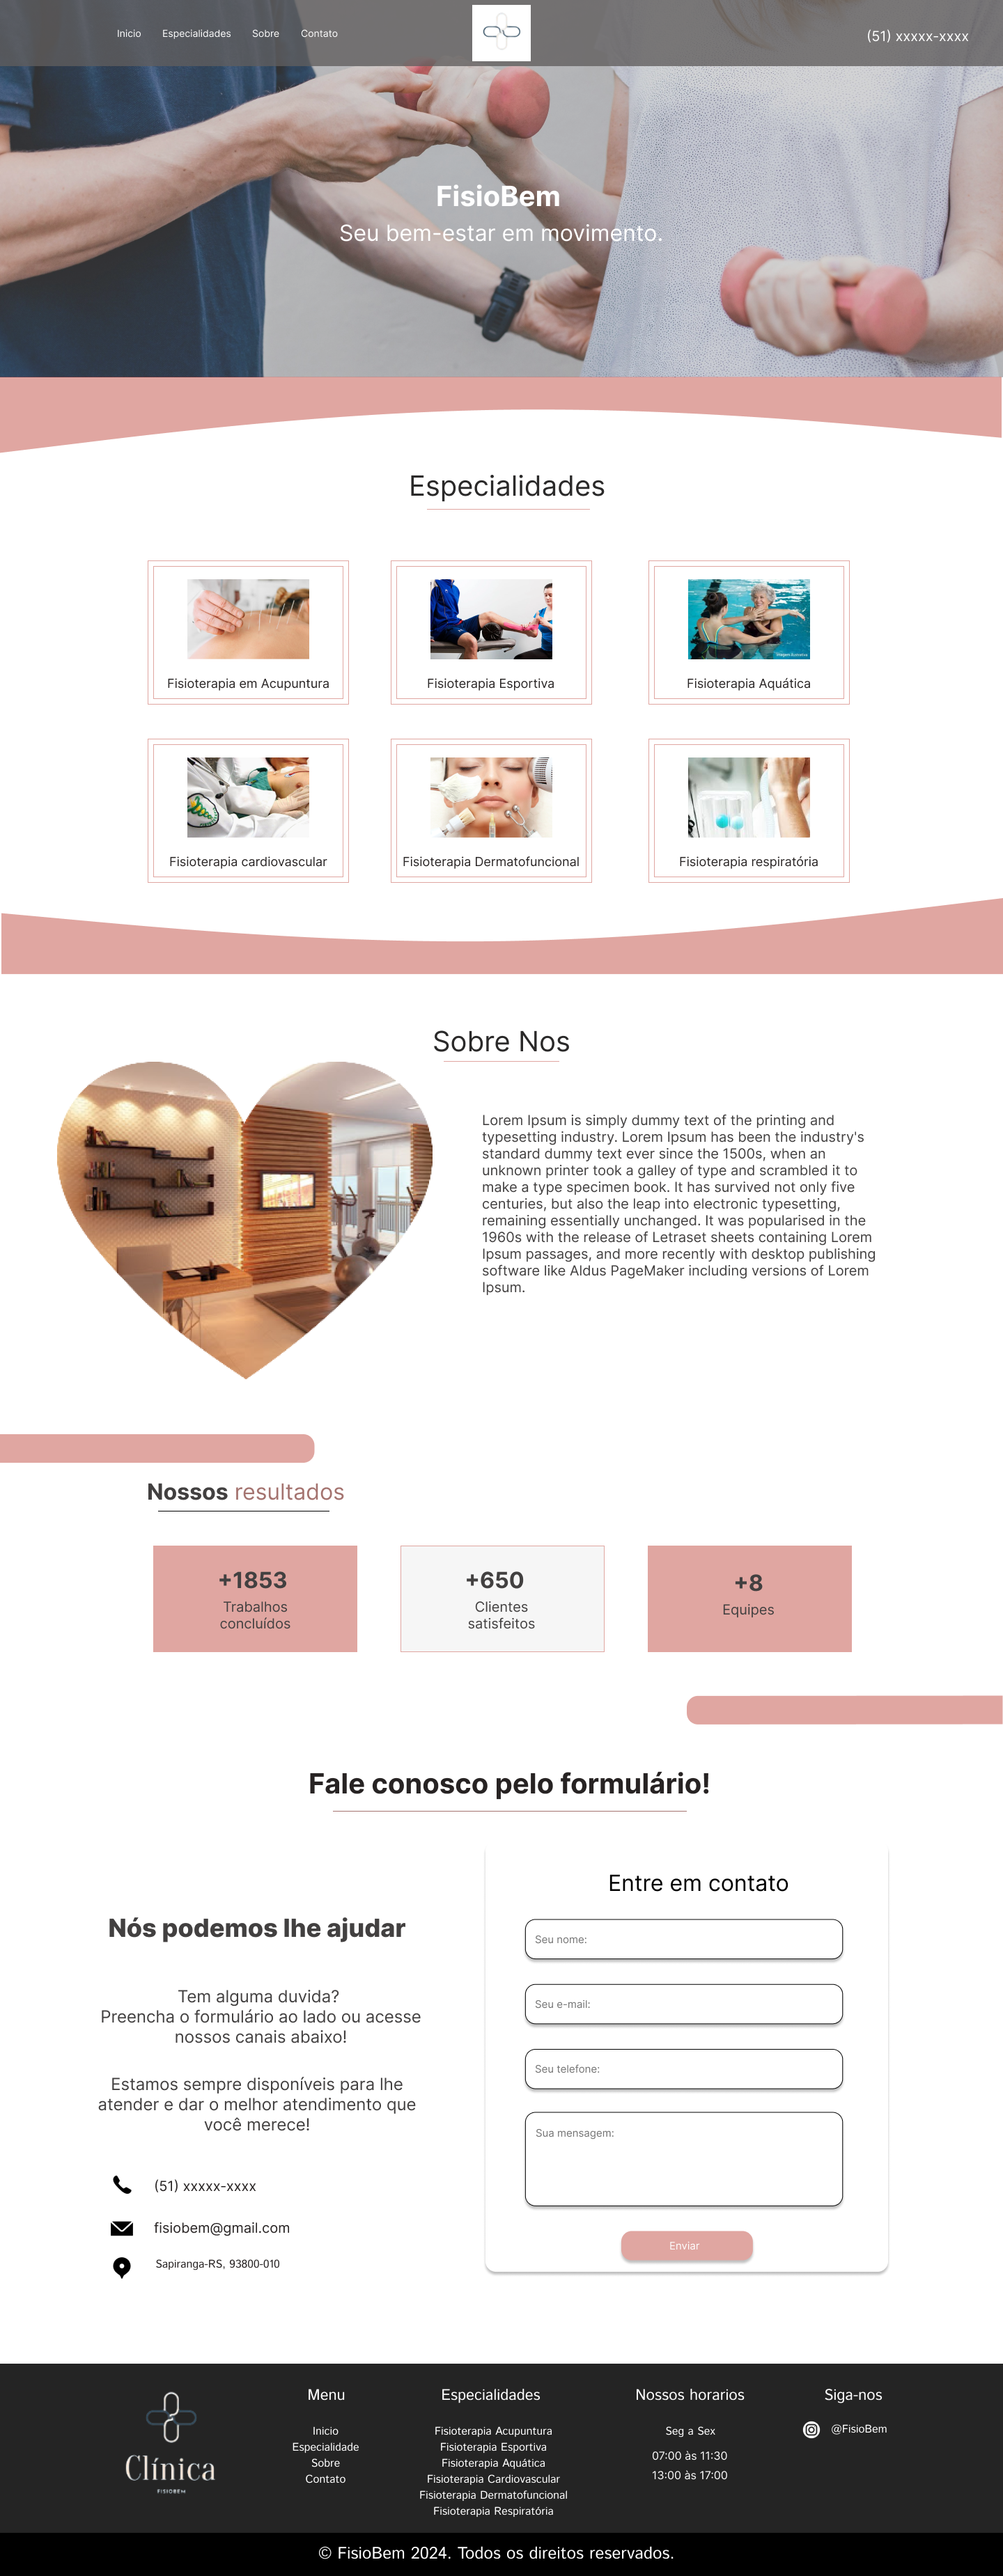 Inicio
Especialidades
Sobre
Contato
(51) xxxxx-xxxx
FisioBem
Seu bem-estar em movimento.
Especialidades
Fisioterapia em Acupuntura
Fisioterapia Esportiva
Fisioterapia Aquática
Fisioterapia cardiovascular
Fisioterapia Dermatofuncional
Fisioterapia respiratória
Sobre Nos
Lorem Ipsum is simply dummy text of the printing and
typesetting industry. Lorem Ipsum has been the industry's
standard dummy text ever since the 1500s, when an
unknown printer took a galley of type and scrambled it to
make a type specimen book. It has survived not only five
centuries, but also the leap into electronic typesetting,
remaining essentially unchanged. It was popularised in the
1960s with the release of Letraset sheets containing Lorem
Ipsum passages, and more recently with desktop publishing
software like Aldus PageMaker including versions of Lorem
Ipsum.
Nossos resultados
+1853
Trabalhos
concluídos
+650
Clientes
satisfeitos
+8
Equipes
Fale conosco pelo formulário!
Nós podemos lhe ajudar
Tem alguma duvida?
Preencha o formulário ao lado ou acesse
nossos canais abaixo!
Estamos sempre disponíveis para lhe
atender e dar o melhor atendimento que
você merece!
(51) xxxxx-xxxx
fisiobem@gmail.com
Sapiranga-RS, 93800-010
Entre em contato
Seu nome:
Seu e-mail:
Seu telefone:
Sua mensagem:
Enviar
Clínica
FISIOBEM
Menu
Inicio
Especialidade
Sobre
Contato
Especialidades
Fisioterapia Acupuntura
Fisioterapia Esportiva
Fisioterapia Aquática
Fisioterapia Cardiovascular
Fisioterapia Dermatofuncional
Fisioterapia Respiratória
Nossos horarios
Seg a Sex
07:00 às 11:30
13:00 às 17:00
Siga-nos
@FisioBem
© FisioBem 2024. Todos os direitos reservados.